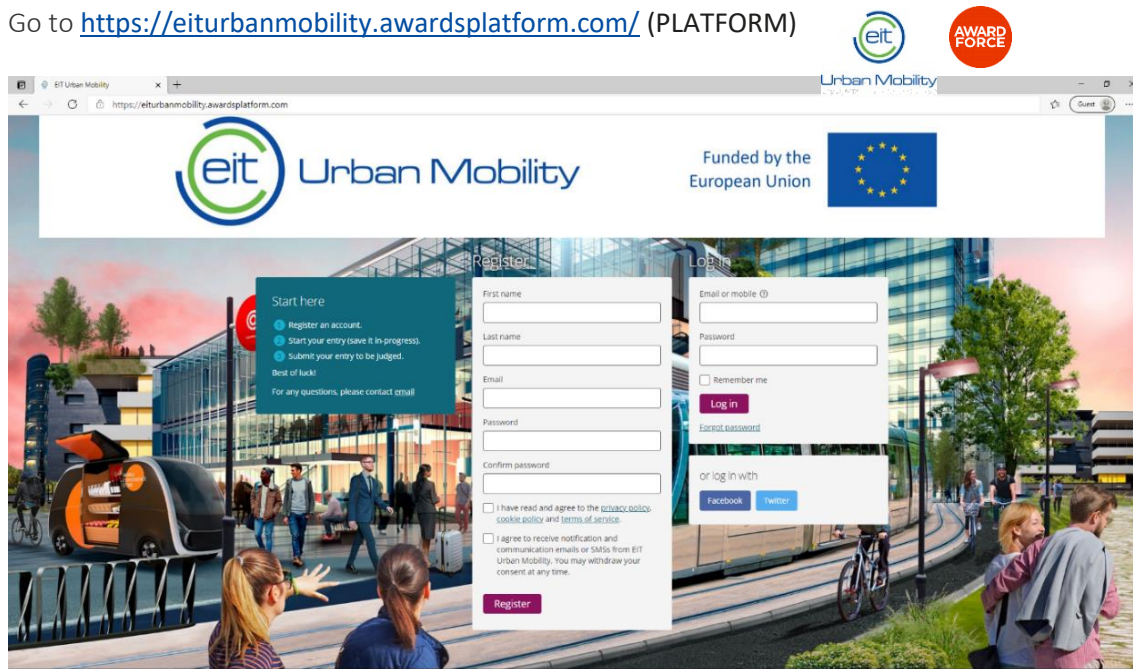 Go to https://eiturbanmobility.awardsplatform.com/ (PLATFORM)
eit
Urban Mobility
AWARD
FORCE
EIT Urban Mobility
https://eiturbanmobility.awardsplatform.com
Guest
eit Urban Mobility
Funded by the
European Union
Start here
1 Register an account.
2 Start your entry (save it in-progress).
3 Submit your entry to be judged.
Best of luck!
For any questions, please contact email
Register
First name
Last name
Email
Password
Confirm password
I have read and agree to the privacy policy,
cookie policy and terms of service.
I agree to receive notification and
communication emails or SMSs from EIT
Urban Mobility. You may withdraw your
consent at any time.
Register
Log in
Email or mobile ?
Password
Remember me
Log in
Forgot password
or log in with
Facebook Twitter